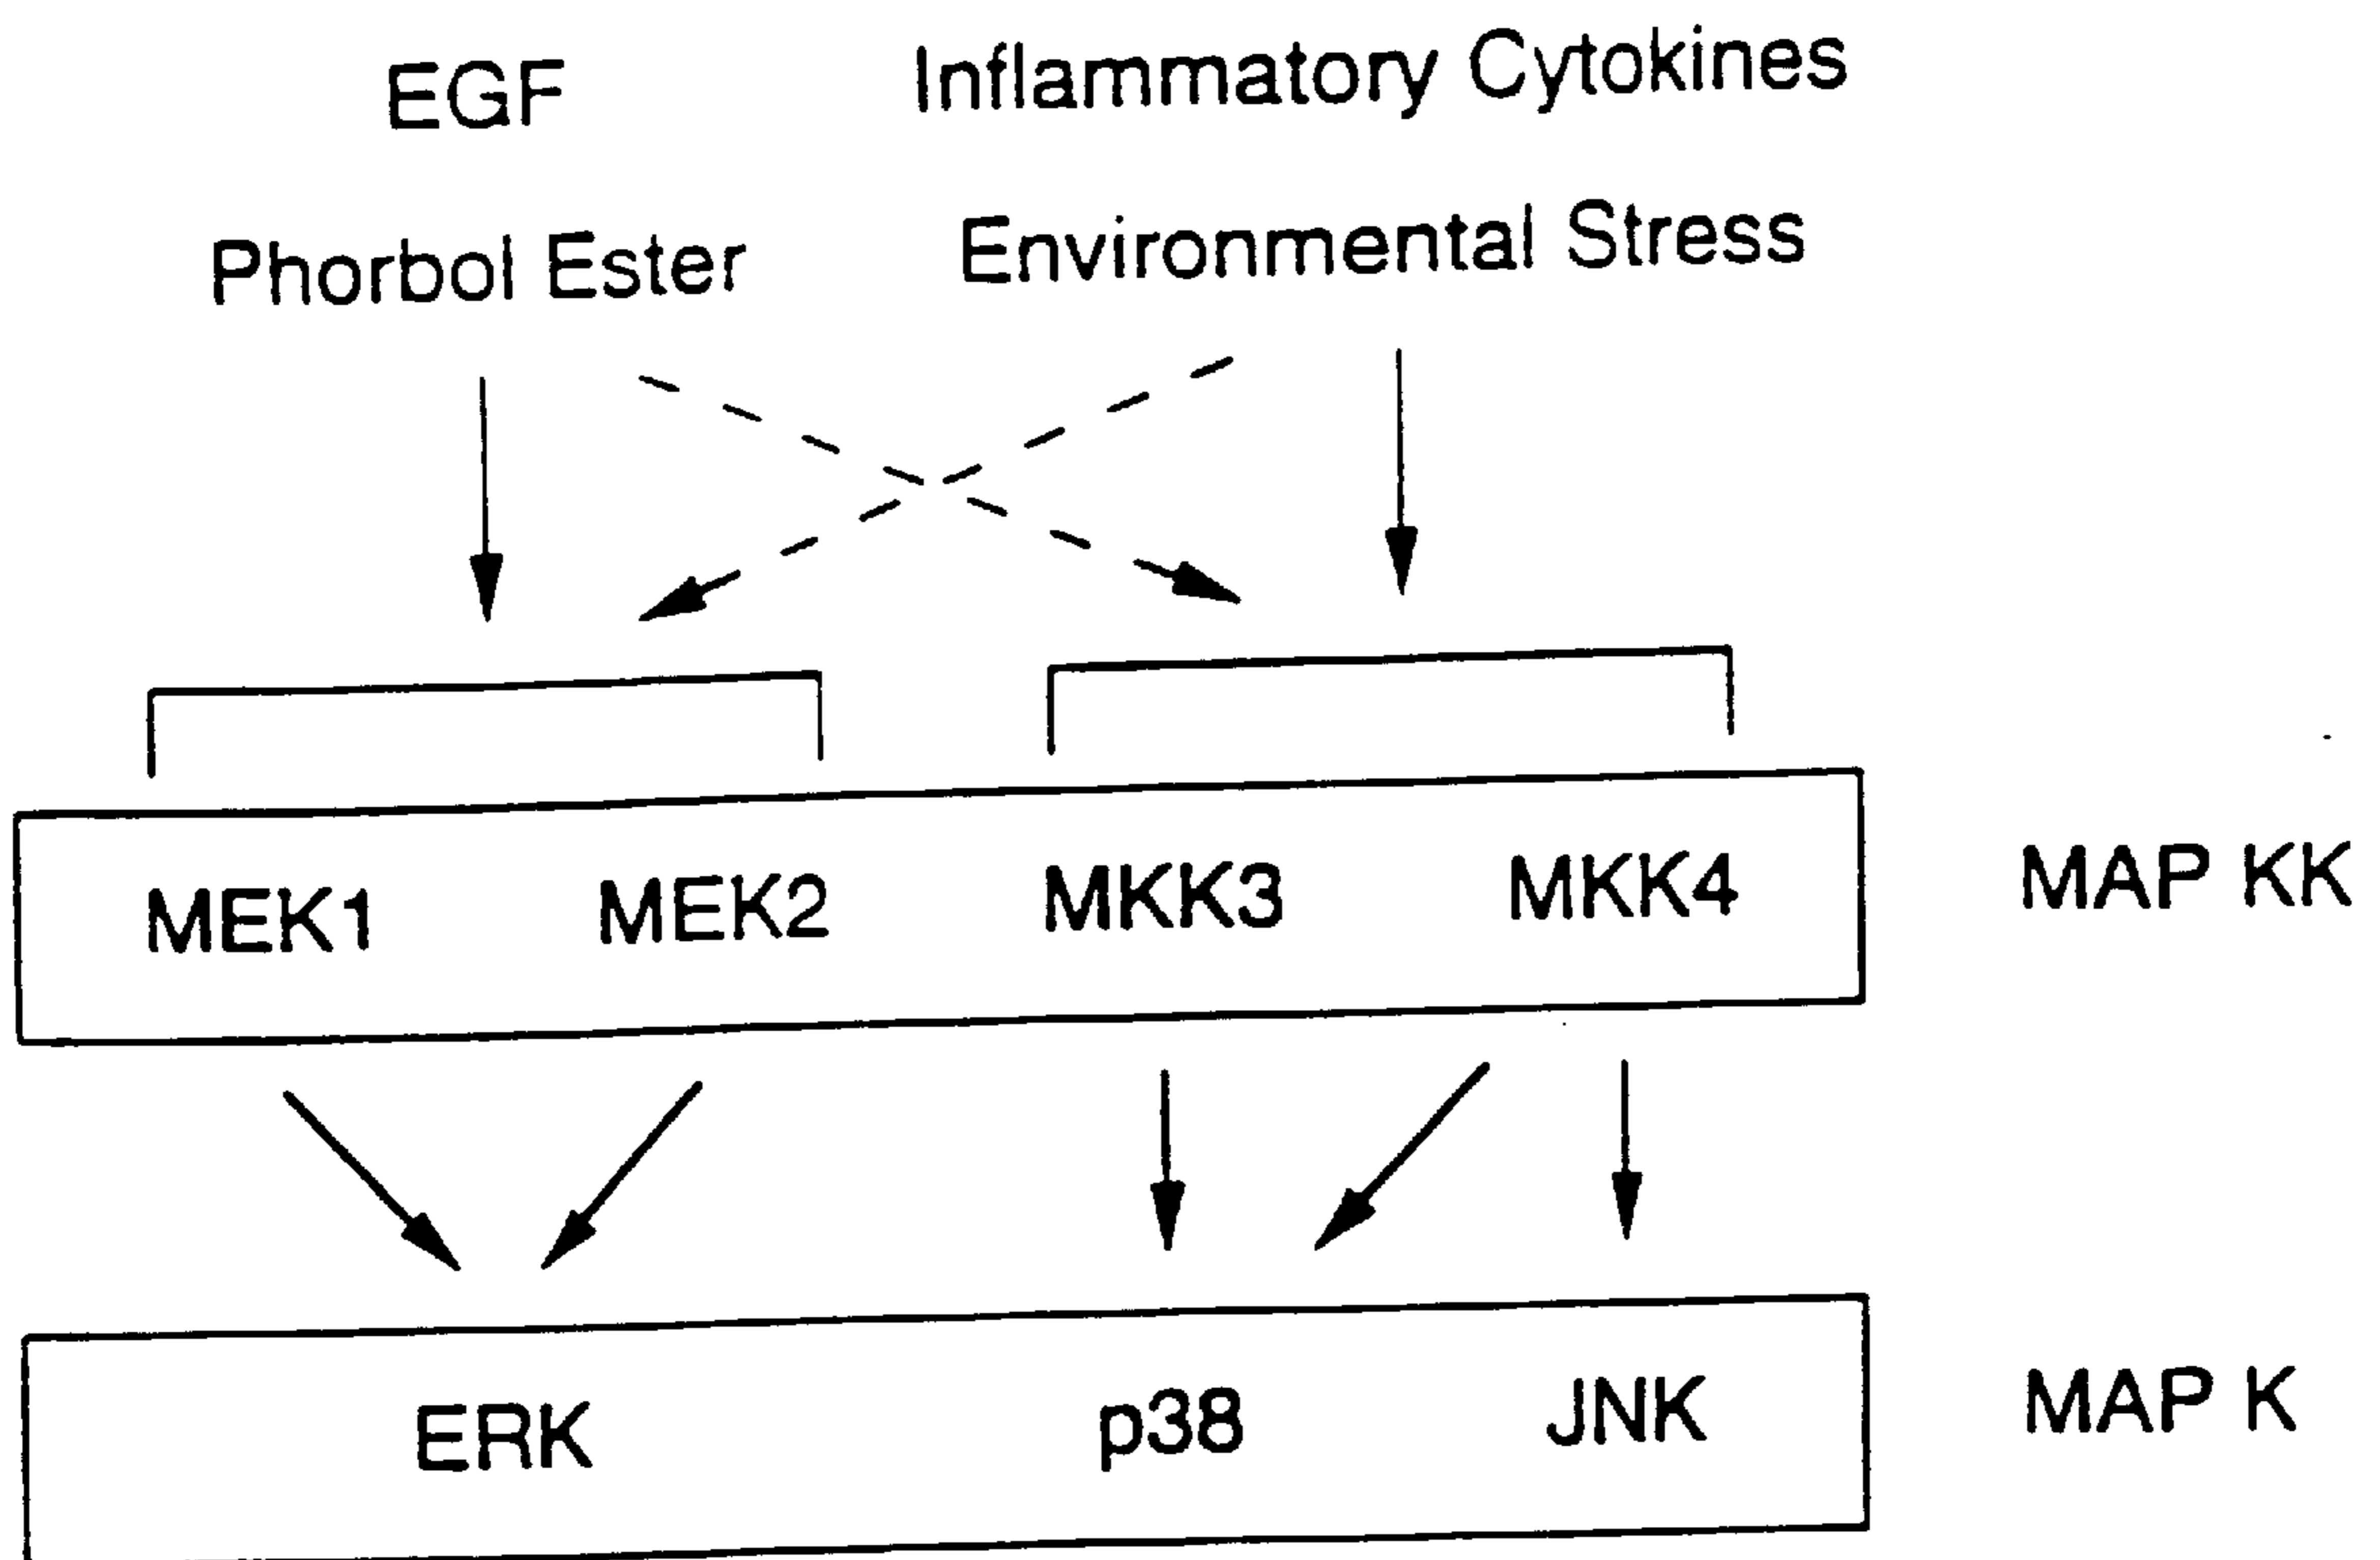 EGF Inflammatory Cytokines
Phorbol Ester Environmental Stress
MEK1 MEK2 MKK3 MKK4 MAP KK
ERK p38 JNK MAP K